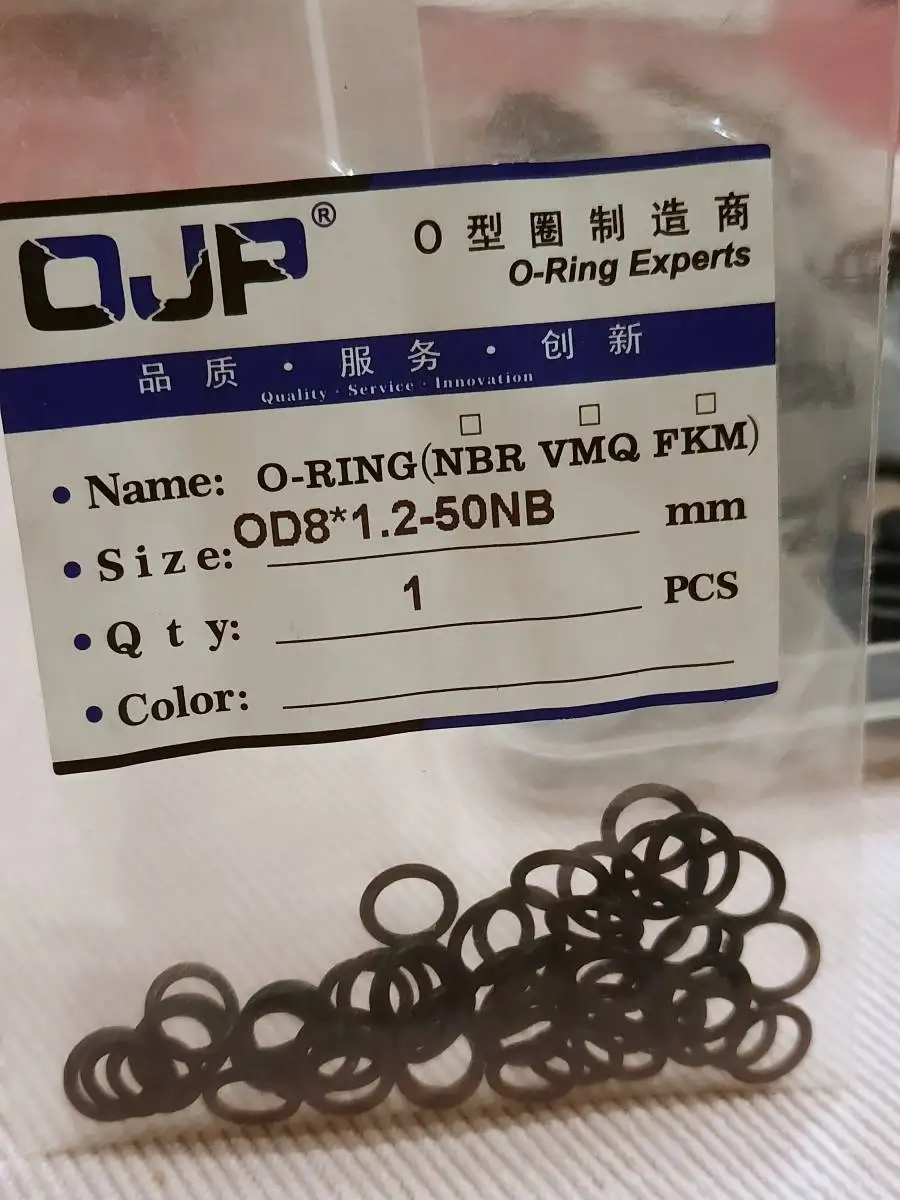 OJP®
O型圈制造商
O-Ring Experts
品质·服务·创新
Quality · Service · Innovation
• Name: O-RING(NBR VMQ FKM)
• Size: OD8*1.2-50NB mm
• Qty: 1 PCS
• Color: